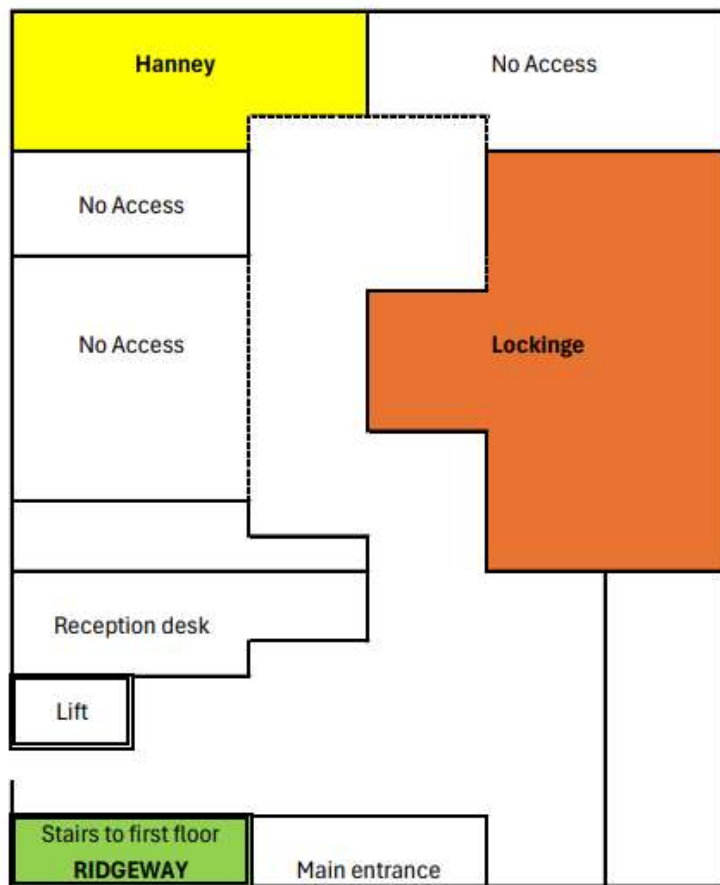 Hanney
No Access
No Access
No Access
Lockinge
Reception desk
Lift
Stairs to first floor
RIDGEWAY
Main entrance